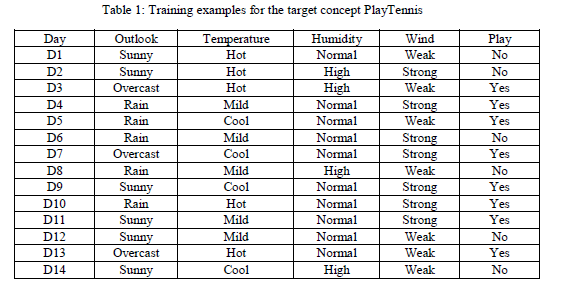 Table 1: Training examples for the target concept PlayTennis
Day Outlook Temperature Humidity Wind Play
D1 Sunny Hot Normal Weak No
D2 Sunny Hot High Strong No
D3 Overcast Hot High Weak Yes
D4 Rain Mild Normal Strong Yes
D5 Rain Cool Normal Weak Yes
D6 Rain Mild Normal Strong No
D7 Overcast Cool Normal Strong Yes
D8 Rain Mild High Weak No
D9 Sunny Cool Normal Strong Yes
D10 Rain Hot Normal Strong Yes
D11 Sunny Mild Normal Strong Yes
D12 Sunny Mild Normal Weak No
D13 Overcast Hot Normal Weak Yes
D14 Sunny Cool High Weak No